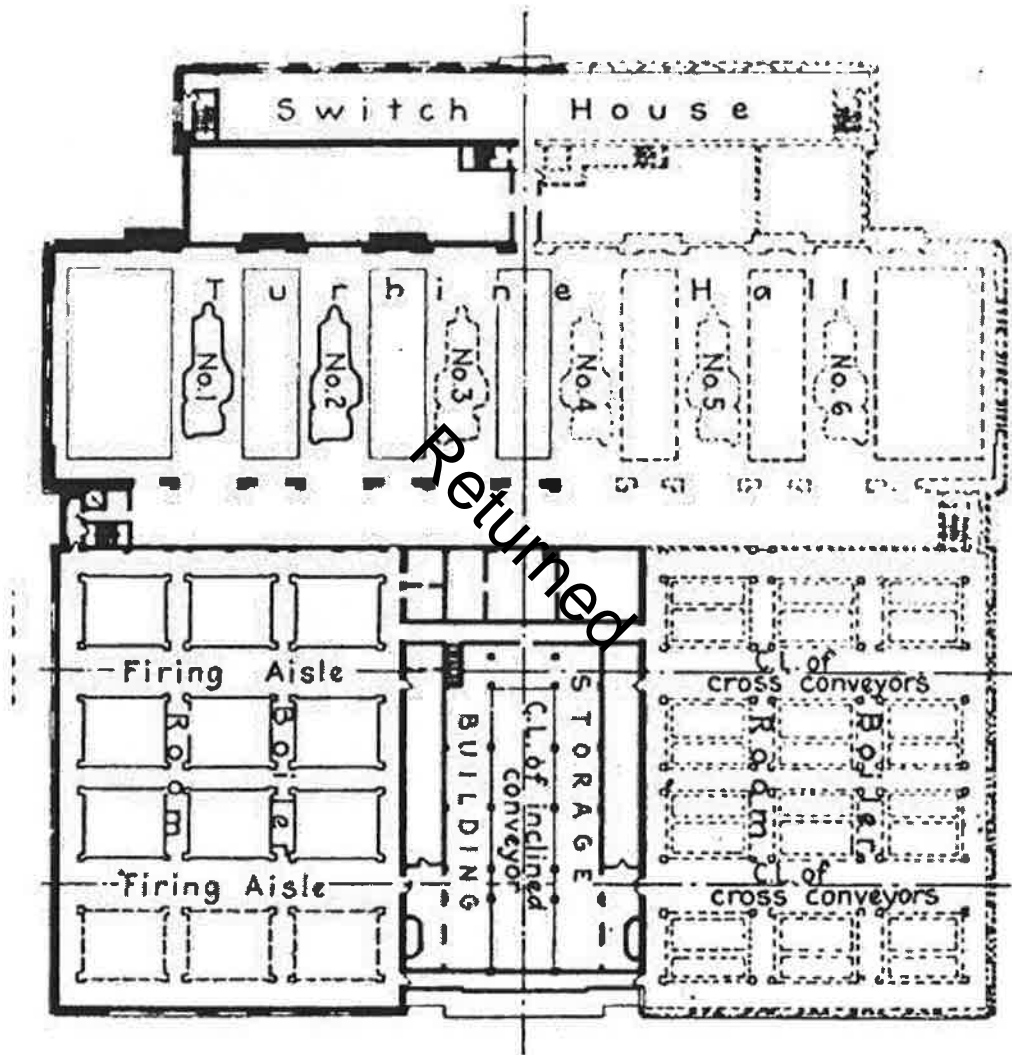 Switch House
Turbine Hall
No.1
No.2
No.3
No.4
No.5
No.6
Returned
Firing Aisle
C.L. of
cross conveyors
Boiler
Room
STORAGE
BUILDING
C.L. of inclined
conveyor
Boiler
Room
Firing Aisle
C.L. of
cross conveyors